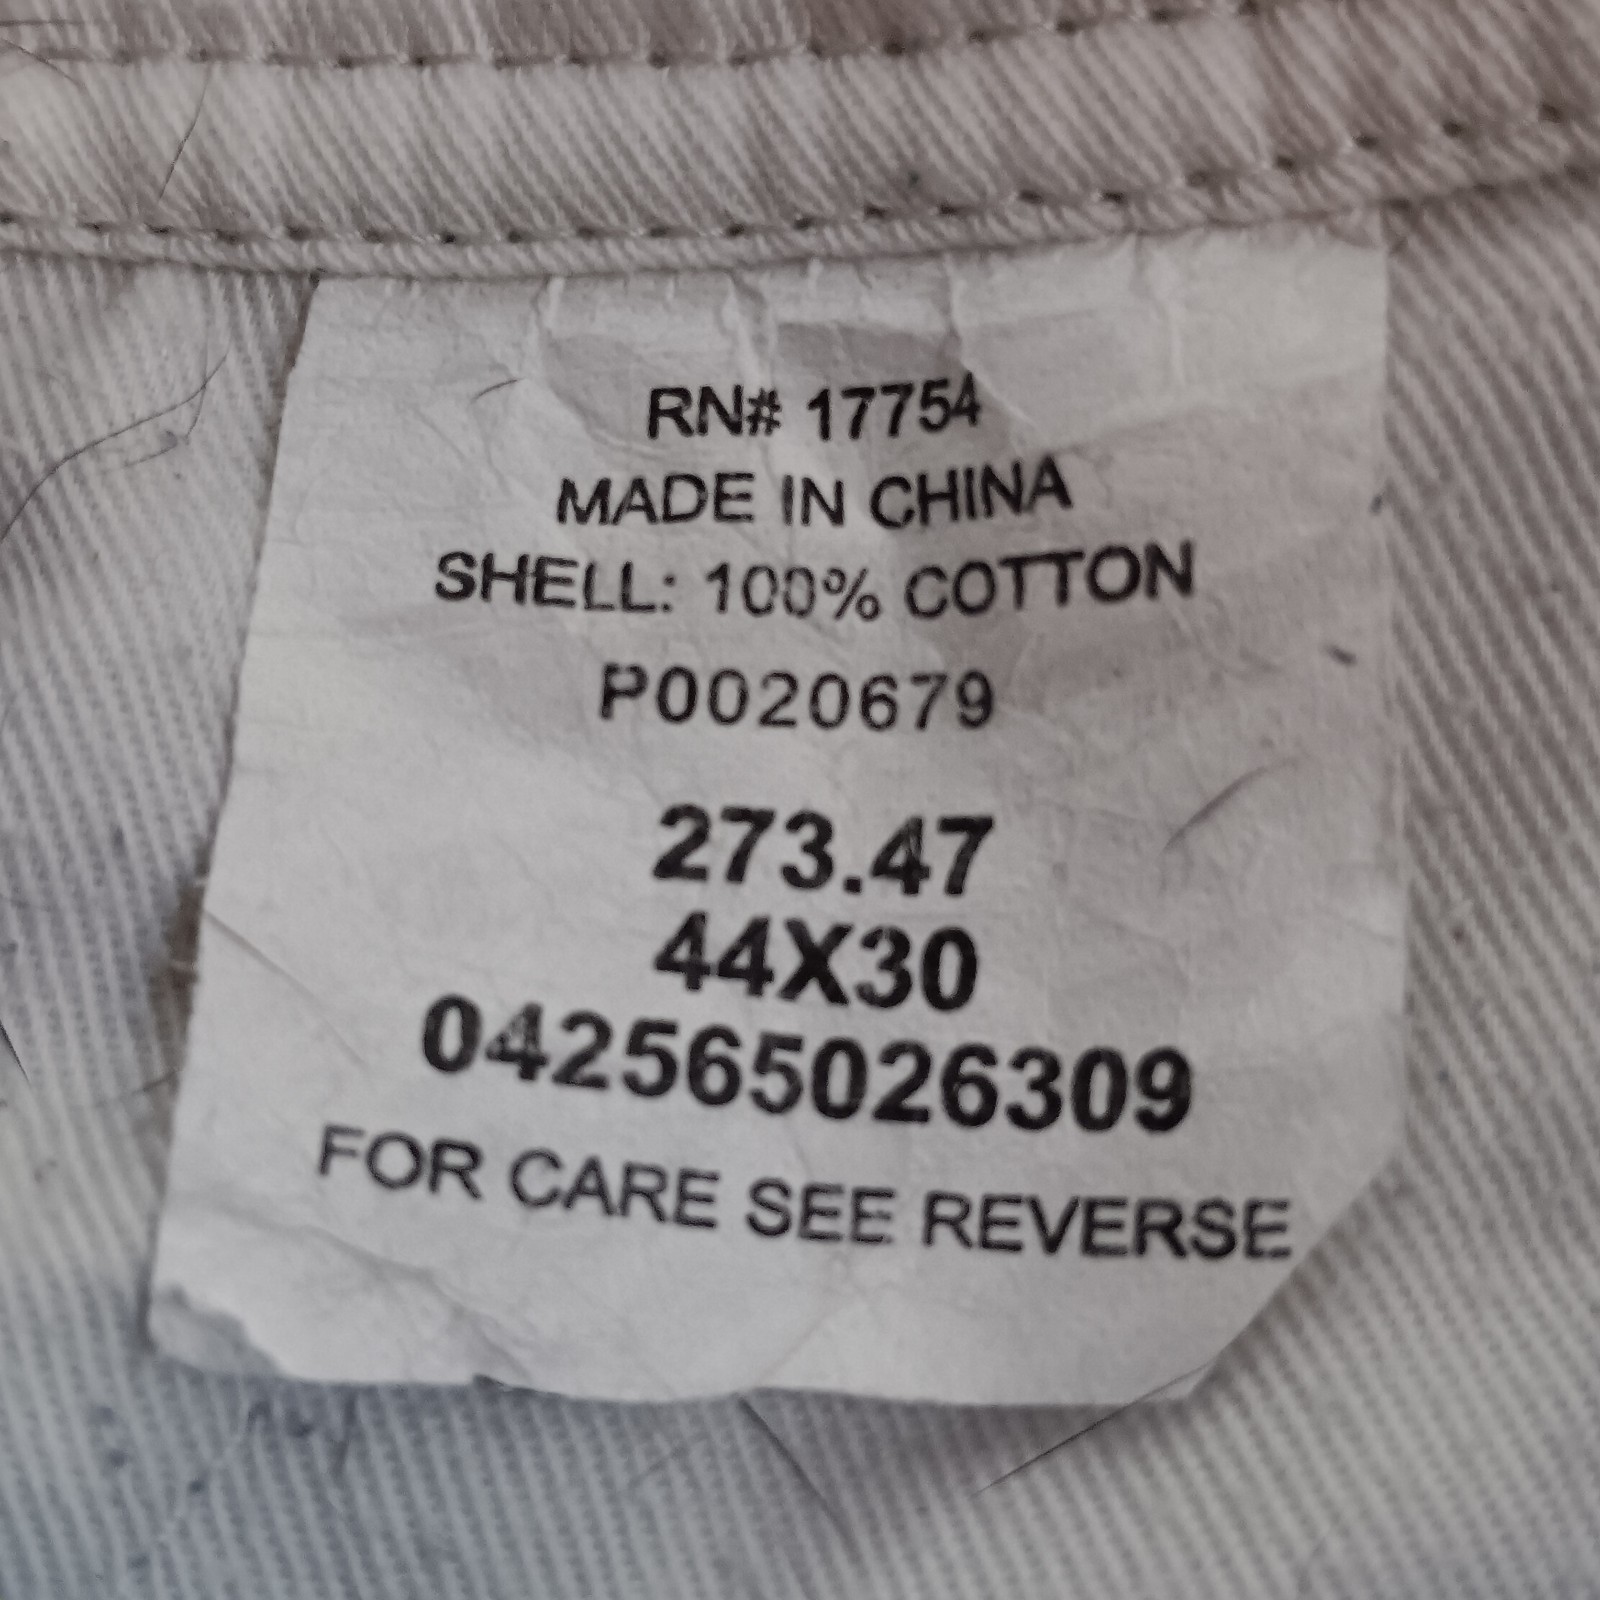 RN# 17754
MADE IN CHINA
SHELL: 100% COTTON
P0020679
273.47
44X30
042565026309
FOR CARE SEE REVERSE